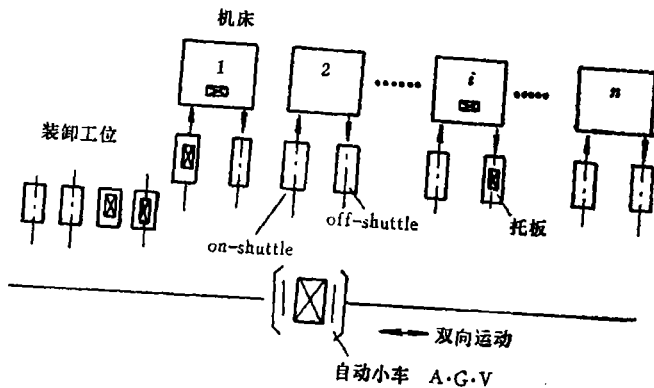 机床
1
2
……
i
……
n
装卸工位
on-shuttle
off-shuttle
托板
双向运动
自动小车 A·G·V